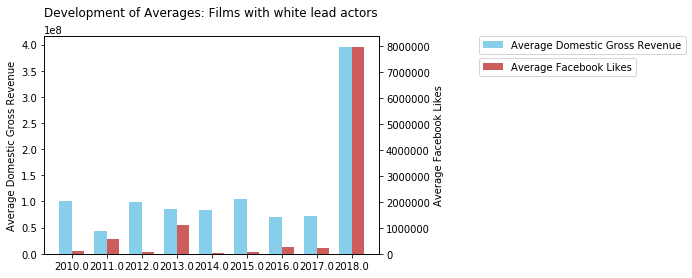 Development of Averages: Films with white lead actors
1e8
4.0
3.5
3.0
2.5
2.0
1.5
1.0
0.5
0.0
Average Domestic Gross Revenue
2010.0 2011.0 2012.0 2013.0 2014.0 2015.0 2016.0 2017.0 2018.0
8000000
7000000
6000000
5000000
4000000
3000000
2000000
1000000
0
Average Facebook Likes
Average Domestic Gross Revenue
Average Facebook Likes